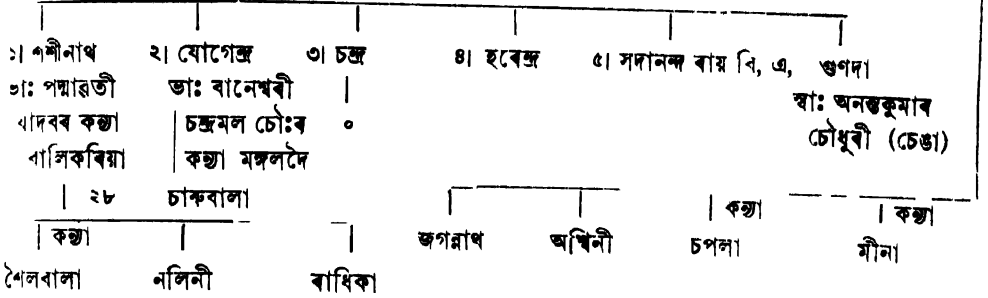 ১| শশীনাথ ২| যোগেন্দ্ৰ ৩| চন্দ্ৰ ৪| হৰেন্দ্ৰ ৫| সদানন্দ ৰায় বি, এ, গুণদা
ভা: পদ্মাৱতী ভা: বানেশ্বৰী স্বা: অনন্তকুমাৰ
যাদবৰ কন্যা চন্দ্ৰমল চৌ:ৰ ০ চৌধুৰী (চেঙা)
বালিকৰিয়া কন্যা মঙ্গলদৈ
২৮ চাৰুবালা
কন্যা জগন্নাথ অশ্বিনী কন্যা কন্যা
শৈলবালা নলিনী ৰাধিকা চপলা মীনা